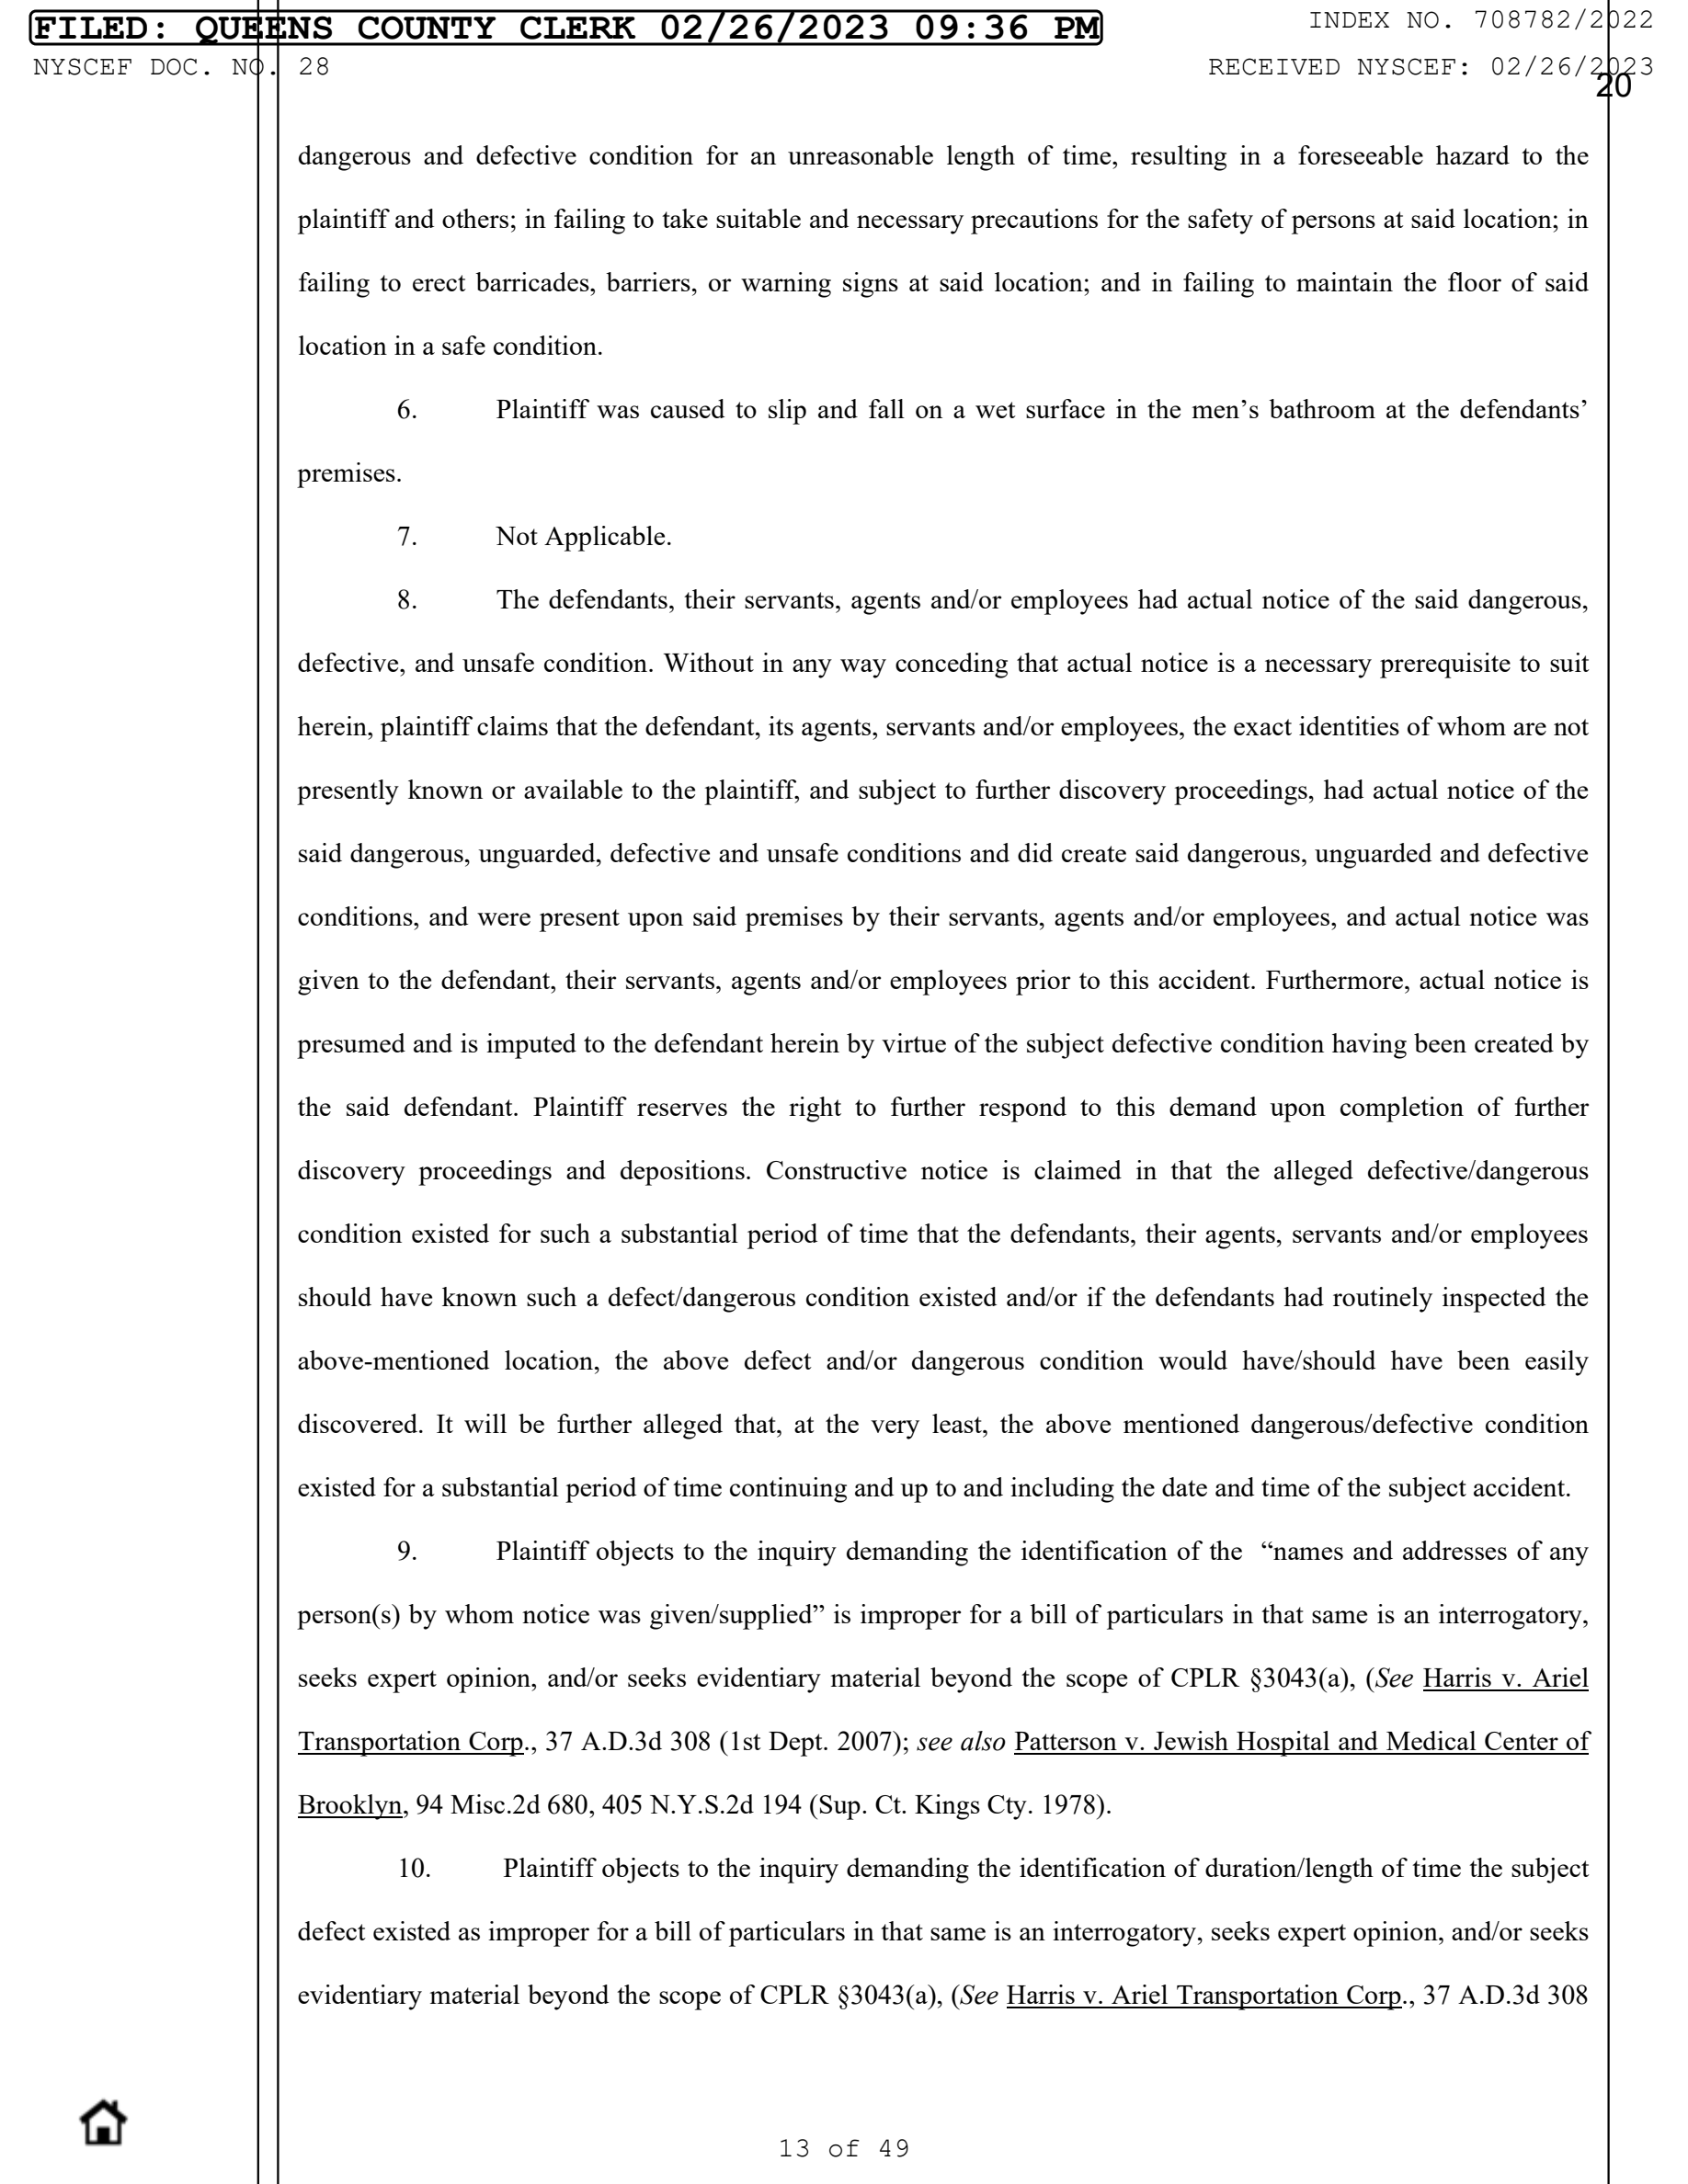 FILED: QUEENS COUNTY CLERK 02/26/2023 09:36 PM
INDEX NO. 708782/2022
NYSCEF DOC. NO. 28
RECEIVED NYSCEF: 02/26/2023
20
dangerous and defective condition for an unreasonable length of time, resulting in a foreseeable hazard to the
plaintiff and others; in failing to take suitable and necessary precautions for the safety of persons at said location; in
failing to erect barricades, barriers, or warning signs at said location; and in failing to maintain the floor of said
location in a safe condition.
6. Plaintiff was caused to slip and fall on a wet surface in the men’s bathroom at the defendants’
premises.
7. Not Applicable.
8. The defendants, their servants, agents and/or employees had actual notice of the said dangerous,
defective, and unsafe condition. Without in any way conceding that actual notice is a necessary prerequisite to suit
herein, plaintiff claims that the defendant, its agents, servants and/or employees, the exact identities of whom are not
presently known or available to the plaintiff, and subject to further discovery proceedings, had actual notice of the
said dangerous, unguarded, defective and unsafe conditions and did create said dangerous, unguarded and defective
conditions, and were present upon said premises by their servants, agents and/or employees, and actual notice was
given to the defendant, their servants, agents and/or employees prior to this accident. Furthermore, actual notice is
presumed and is imputed to the defendant herein by virtue of the subject defective condition having been created by
the said defendant. Plaintiff reserves the right to further respond to this demand upon completion of further
discovery proceedings and depositions. Constructive notice is claimed in that the alleged defective/dangerous
condition existed for such a substantial period of time that the defendants, their agents, servants and/or employees
should have known such a defect/dangerous condition existed and/or if the defendants had routinely inspected the
above-mentioned location, the above defect and/or dangerous condition would have/should have been easily
discovered. It will be further alleged that, at the very least, the above mentioned dangerous/defective condition
existed for a substantial period of time continuing and up to and including the date and time of the subject accident.
9. Plaintiff objects to the inquiry demanding the identification of the “names and addresses of any
person(s) by whom notice was given/supplied” is improper for a bill of particulars in that same is an interrogatory,
seeks expert opinion, and/or seeks evidentiary material beyond the scope of CPLR §3043(a), (See Harris v. Ariel
Transportation Corp., 37 A.D.3d 308 (1st Dept. 2007); see also Patterson v. Jewish Hospital and Medical Center of
Brooklyn, 94 Misc.2d 680, 405 N.Y.S.2d 194 (Sup. Ct. Kings Cty. 1978).
10. Plaintiff objects to the inquiry demanding the identification of duration/length of time the subject
defect existed as improper for a bill of particulars in that same is an interrogatory, seeks expert opinion, and/or seeks
evidentiary material beyond the scope of CPLR §3043(a), (See Harris v. Ariel Transportation Corp., 37 A.D.3d 308
13 of 49